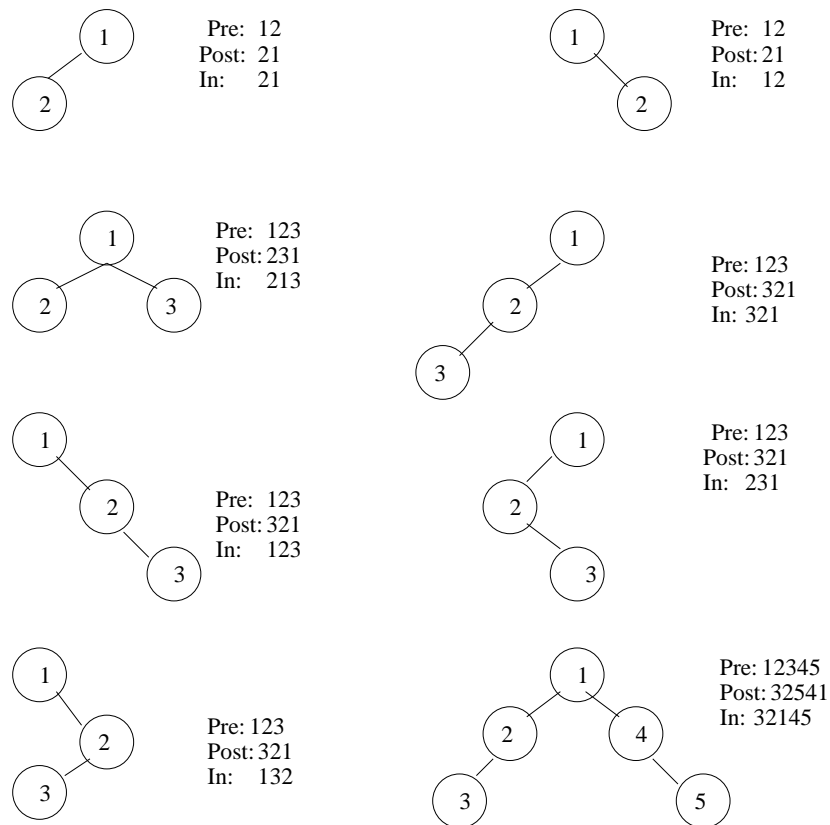 1
2
Pre: 12
Post: 21
In: 21
1
2
Pre: 12
Post: 21
In: 12
1
2
3
Pre: 123
Post: 231
In: 213
1
2
3
Pre: 123
Post: 321
In: 321
1
2
3
Pre: 123
Post: 321
In: 123
1
2
3
Pre: 123
Post: 321
In: 231
1
2
3
Pre: 123
Post: 321
In: 132
1
2 4
3 5
Pre: 12345
Post: 32541
In: 32145